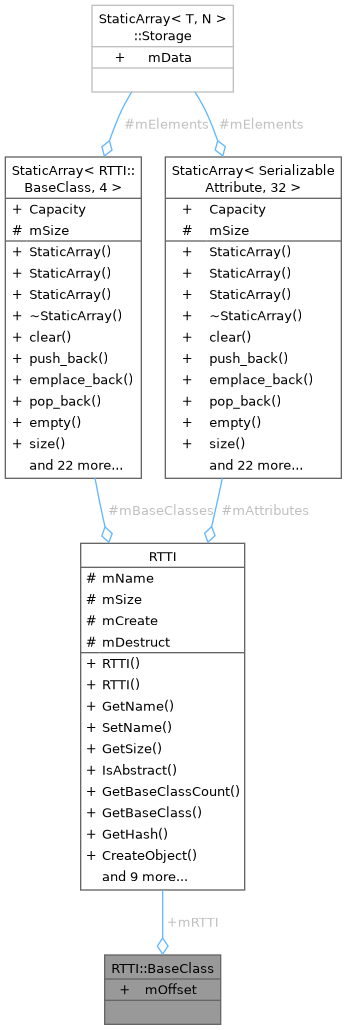 StaticArray< T, N >
::Storage
+ mData
#mElements
#mElements
StaticArray< RTTI::
BaseClass, 4 >
+ Capacity
# mSize
+ StaticArray()
+ StaticArray()
+ StaticArray()
+ ~StaticArray()
+ clear()
+ push_back()
+ emplace_back()
+ pop_back()
+ empty()
+ size()
and 22 more...
StaticArray< Serializable
Attribute, 32 >
+ Capacity
# mSize
+ StaticArray()
+ StaticArray()
+ StaticArray()
+ ~StaticArray()
+ clear()
+ push_back()
+ emplace_back()
+ pop_back()
+ empty()
+ size()
and 22 more...
#mBaseClasses
#mAttributes
RTTI
# mName
# mSize
# mCreate
# mDestruct
+ RTTI()
+ RTTI()
+ GetName()
+ SetName()
+ GetSize()
+ IsAbstract()
+ GetBaseClassCount()
+ GetBaseClass()
+ GetHash()
+ CreateObject()
and 9 more...
+mRTTI
RTTI::BaseClass
+ mOffset